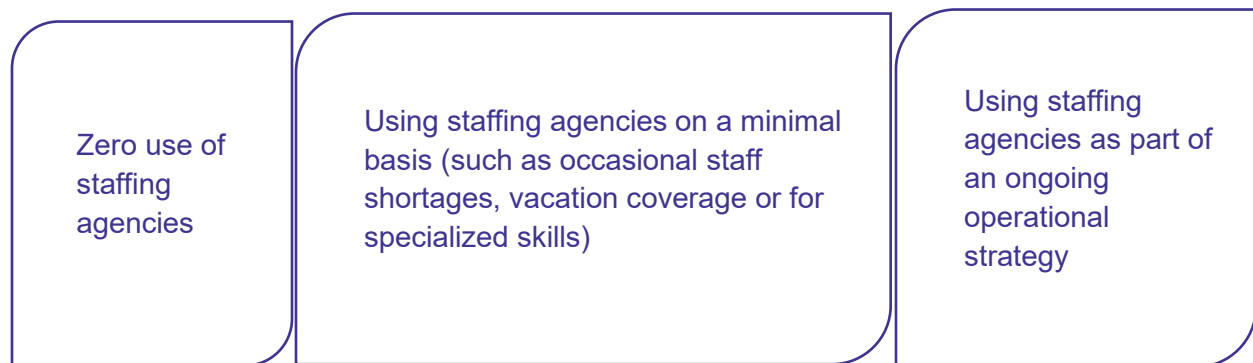 Zero use of
staffing
agencies
Using staffing agencies on a minimal
basis (such as occasional staff
shortages, vacation coverage or for
specialized skills)
Using staffing
agencies as part of
an ongoing
operational
strategy